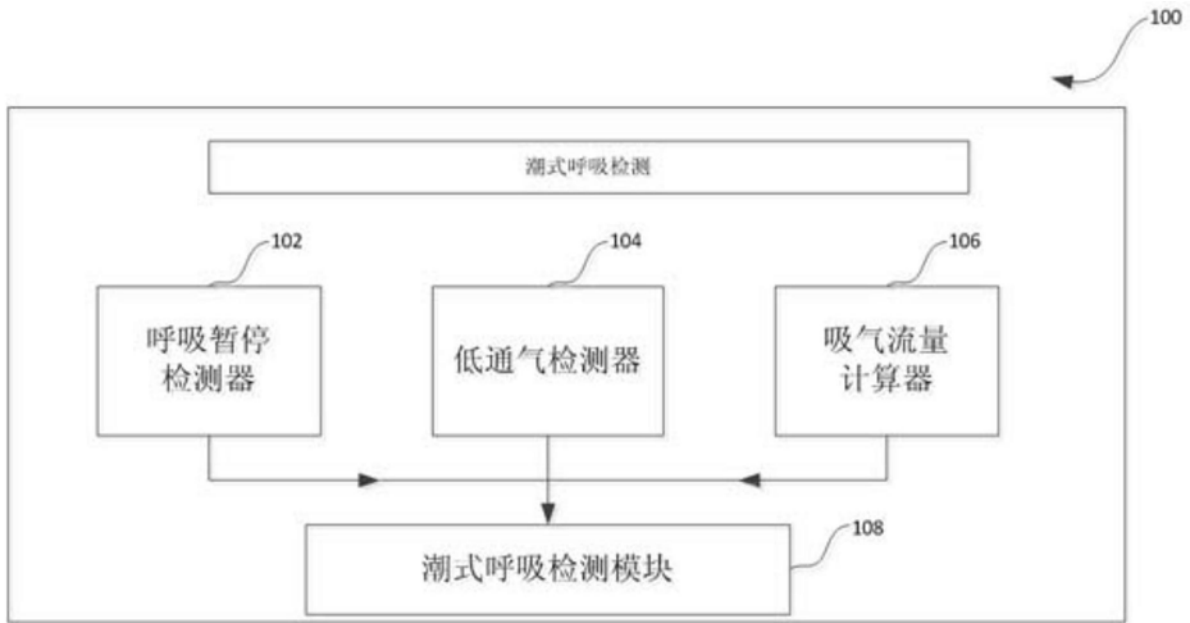 100
潮式呼吸检测
102
104
106
呼吸暂停
检测器
低通气检测器
吸气流量
计算器
108
潮式呼吸检测模块